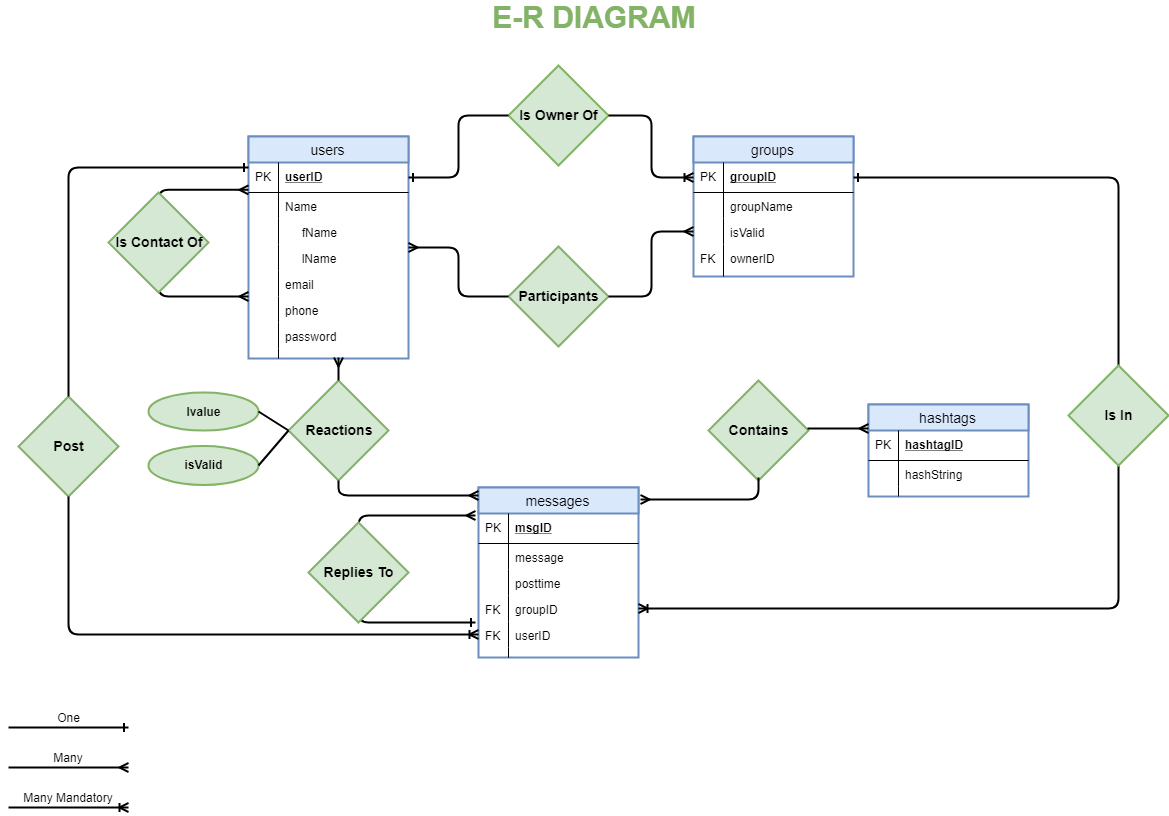 E-R DIAGRAM
Is Owner Of
users
PK userID
Name
fName
lName
email
phone
password
groups
PK groupID
groupName
isValid
FK ownerID
Is Contact Of
Participants
Post
lvalue
isValid
Reactions
Contains
hashtags
PK hashtagID
hashString
Is In
messages
PK msgID
message
posttime
FK groupID
FK userID
Replies To
One
Many
Many Mandatory